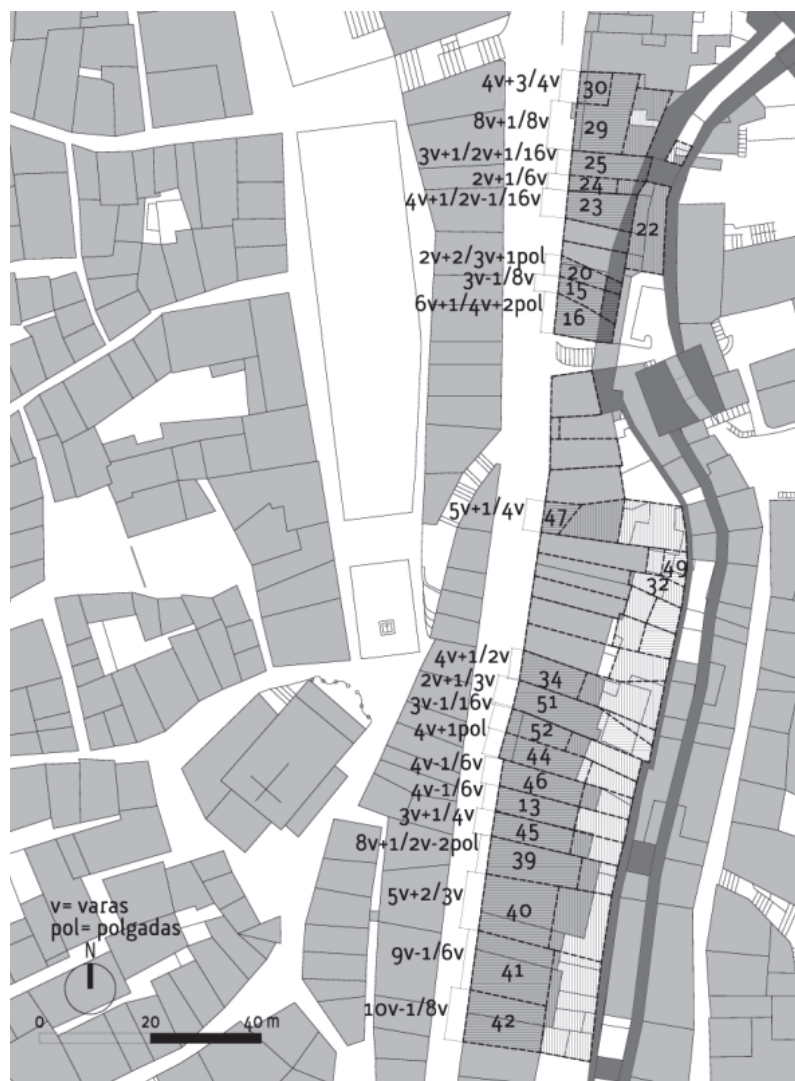 4v+3/4v
30
8v+1/8v
29
3v+1/2v+1/16v
25
2v+1/6v
24
4v+1/2v-1/16v
23
22
2v+2/3v+1pol
20
3v-1/8v
15
6v+1/4v+2pol
16
5v+1/4v
47
49
32
4v+1/2v
34
2v+1/3v
51
3v-1/16v
52
4v+1pol
44
4v-1/6v
46
4v-1/6v
13
3v+1/4v
45
8v+1/2v-2pol
39
5v+2/3v
40
v= varas
pol= polgadas
N
9v-1/6v
41
10v-1/8v
42
0 20 40 m